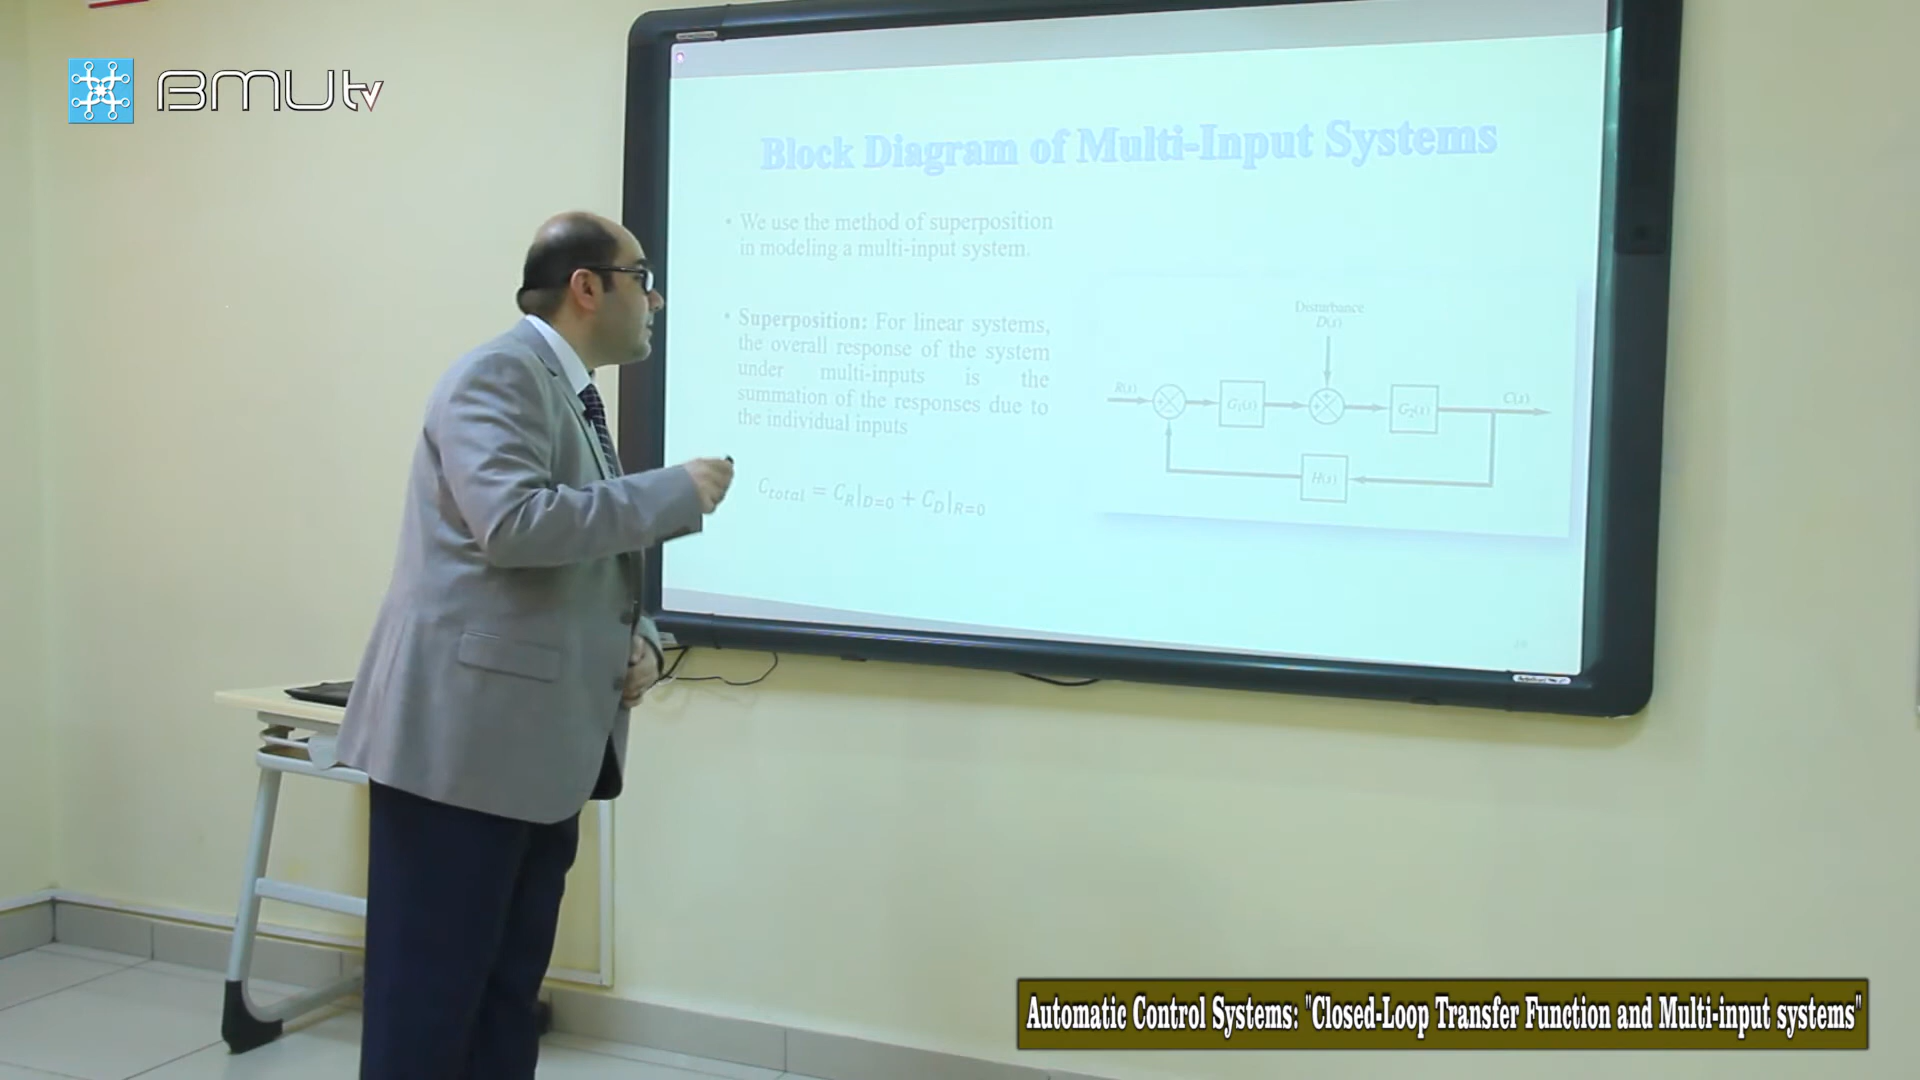 BMUtv
Block Diagram of Multi-Input Systems
• We use the method of superposition
in modeling a multi-input system.
• Superposition: For linear systems,
the overall response of the system
under multi-inputs is the
summation of the responses due to
the individual inputs
C_total = C_R|_D=0 + C_D|_R=0
Disturbance
D(s)
R(s)
G₁(s)
G₂(s)
C(s)
H(s)
Automatic Control Systems: "Closed-Loop Transfer Function and Multi-input systems"